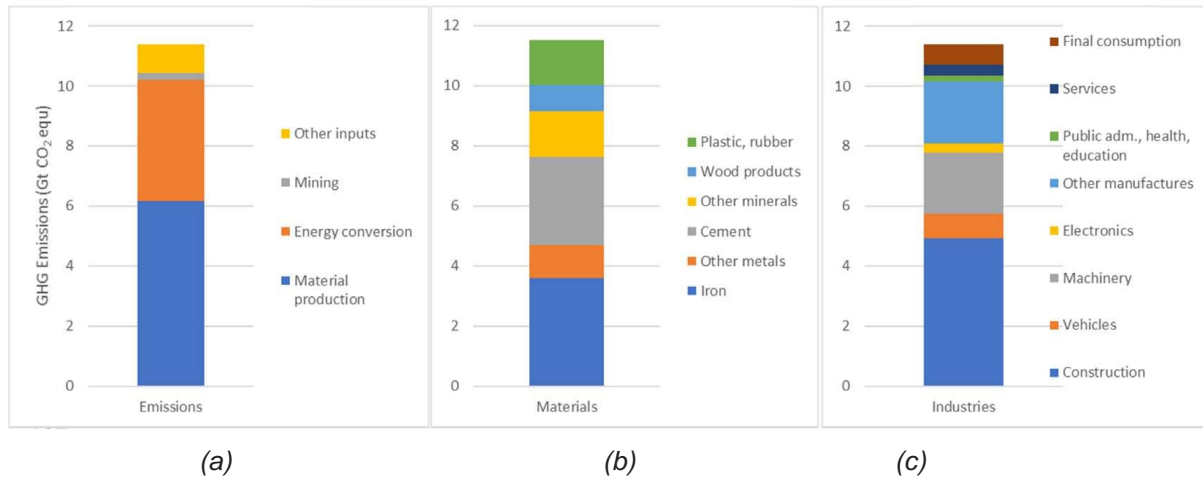 GHG Emissions (Gt CO₂ equ)
12
10
8
6
4
2
0
Other inputs
Mining
Energy conversion
Material
production
Emissions
12
10
8
6
4
2
0
Plastic, rubber
Wood products
Other minerals
Cement
Other metals
Iron
Materials
12
10
8
6
4
2
0
Final consumption
Services
Public adm., health,
education
Other manufactures
Electronics
Machinery
Vehicles
Construction
Industries
(a)
(b)
(c)